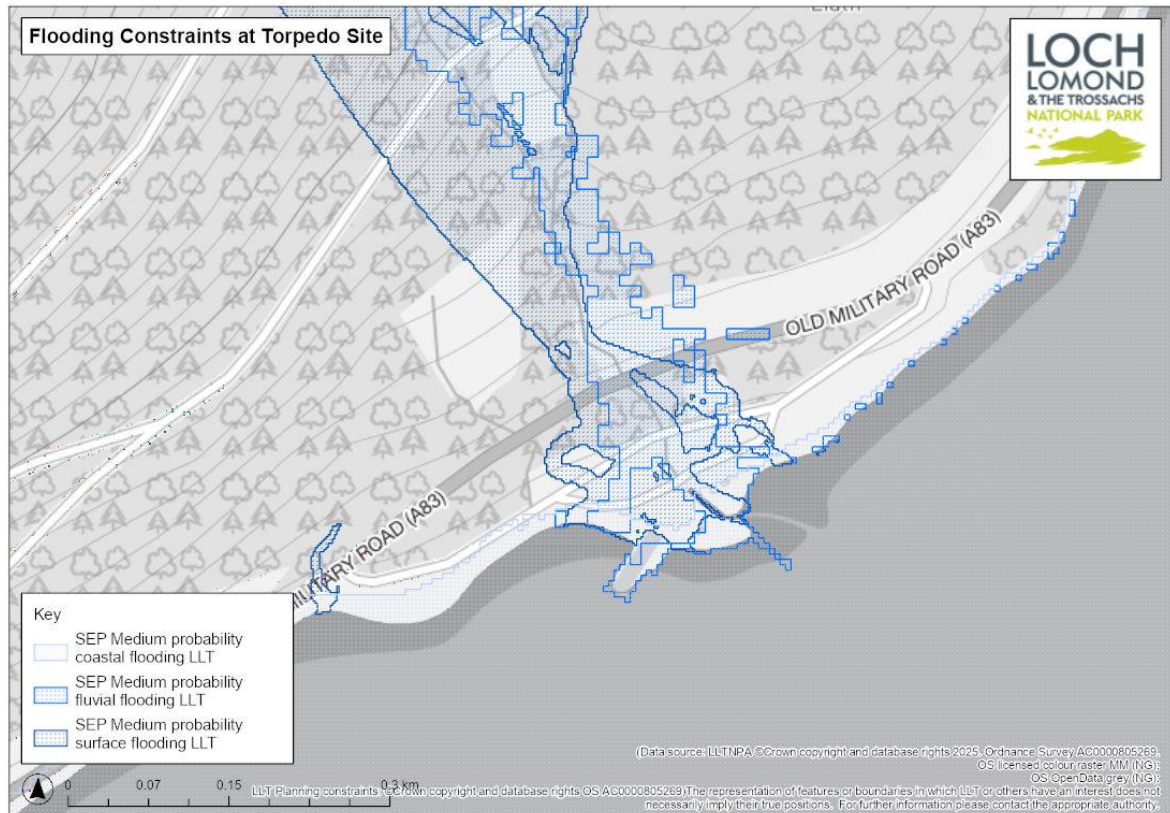 Flooding Constraints at Torpedo Site
LOCH
LOMOND
& THE TROSSACHS
NATIONAL PARK
OLD MILITARY ROAD (A83)
MILITARY ROAD (A83)
Key
SEP Medium probability
coastal flooding LLT
SEP Medium probability
fluvial flooding LLT
SEP Medium probability
surface flooding LLT
0 0.07 0.15 0.3 km
(Data source: LLTNPA ©Crown copyright and database rights 2025. Ordnance Survey AC0000805269.
OS licensed colour raster MM (NG);
OS OpenData grey (NG);
LLT Planning constraints: ©Crown copyright and database rights OS AC0000805269)The representation of features or boundaries in which LLT or others have an interest does not
necessarily imply their true positions. For further information please contact the appropriate authority.